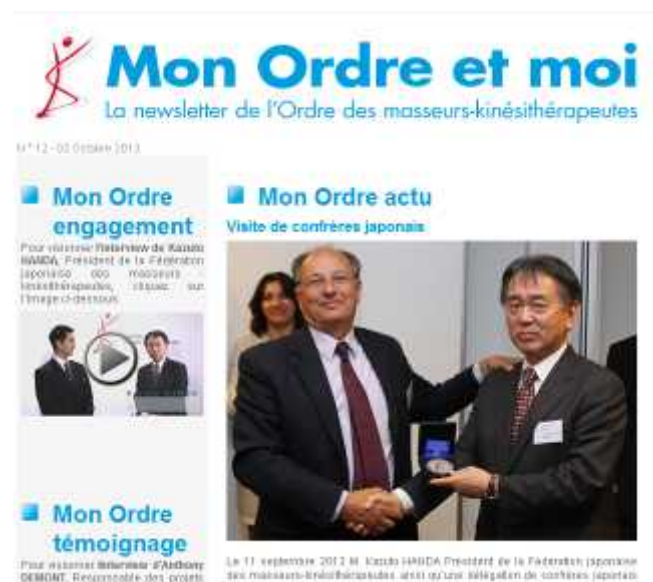 Mon Ordre et moi
La newsletter de l'Ordre des masseurs-kinésithérapeutes
N° 12 - 03 Octobre 2013
Mon Ordre
engagement
Pour visionner l'interview de Kazuto
HANDA, Président de la Fédération
japonaise des masseurs -
kinésithérapeutes, cliquez sur
l'image ci-dessous.
Mon Ordre
témoignage
Pour visionner l'interview d'Anthony
DEMONT, Responsable des projets
Mon Ordre actu
Visite de confrères japonais
Le 11 septembre 2013 M. Kazuto HANDA Président de la Fédération japonaise
des masseurs-kinésithérapeutes ainsi qu'une délégation de confrères japonais